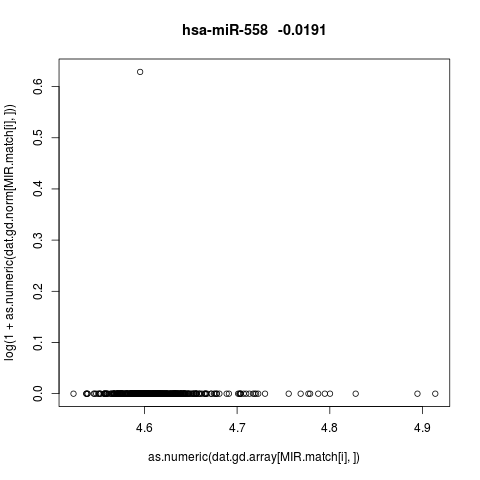 hsa-miR-558 -0.0191
log(1 + as.numeric(dat.gd.norm[MIR.match[i], ]))
0.6
0.5
0.4
0.3
0.2
0.1
0.0
4.6 4.7 4.8 4.9
as.numeric(dat.gd.array[MIR.match[i], ])